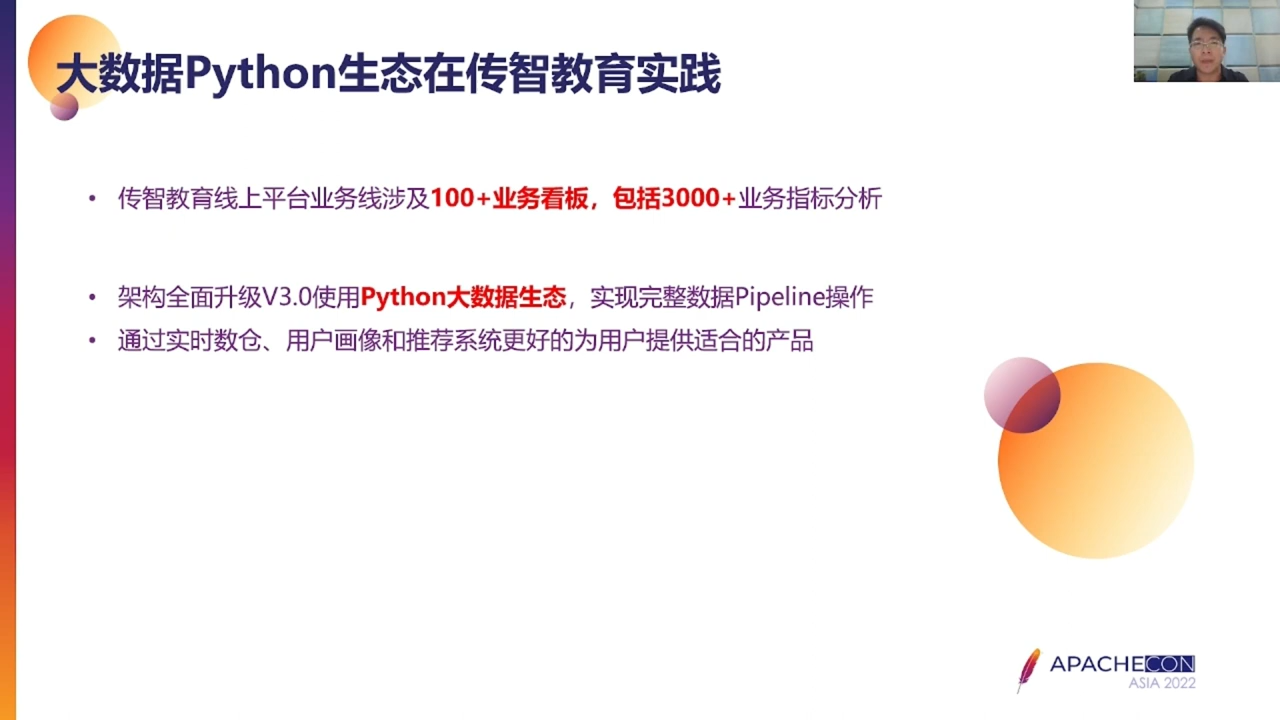 大数据Python生态在传智教育实践
• 传智教育线上平台业务线涉及100+业务看板，包括3000+业务指标分析
• 架构全面升级V3.0使用Python大数据生态，实现完整数据Pipeline操作
• 通过实时数仓、用户画像和推荐系统更好的为用户提供适合的产品
APACHECON
ASIA 2022